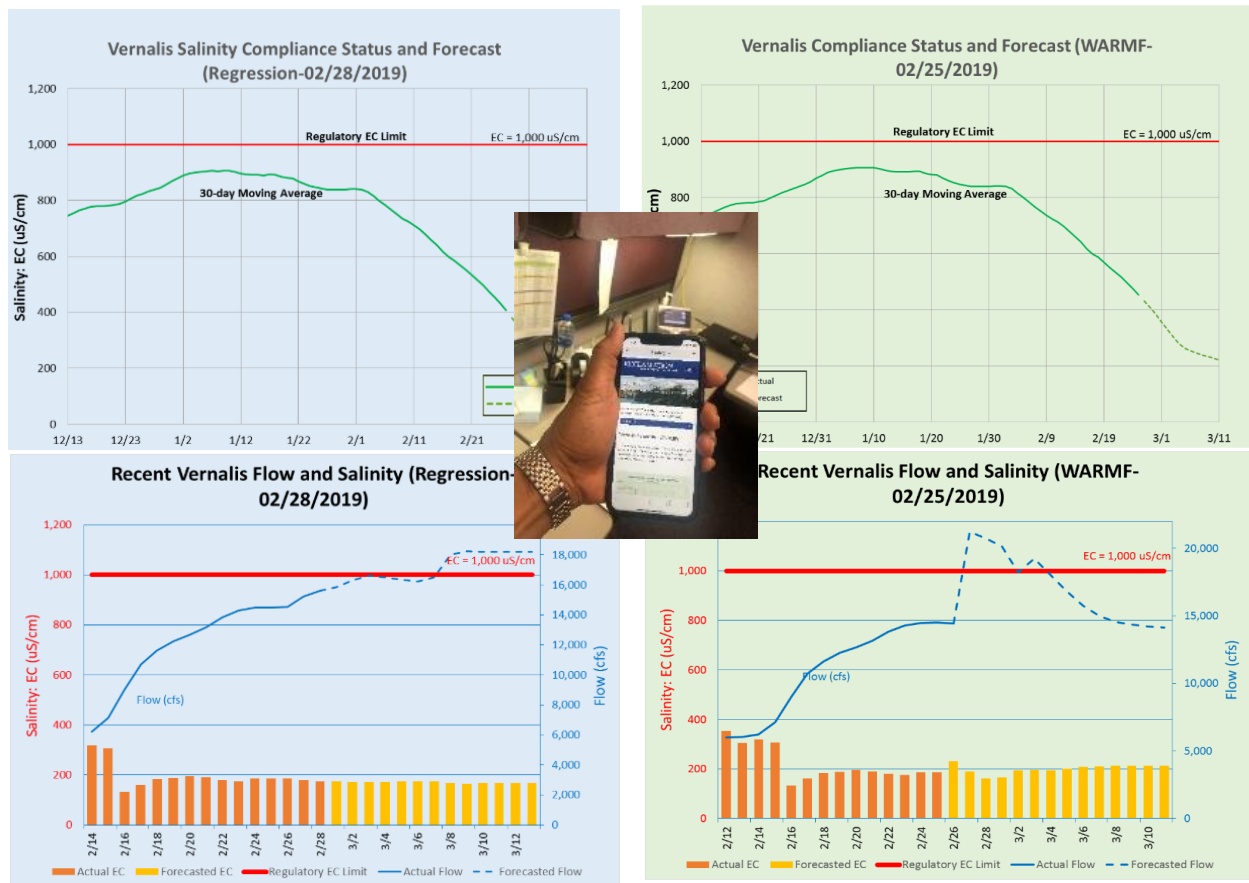 Vernalis Salinity Compliance Status and Forecast
(Regression-02/28/2019)
1,200
Regulatory EC Limit
EC = 1,000 uS/cm
1,000
30-day Moving Average
800
600
400
200
0
Salinity: EC (uS/cm)
12/13 12/23 1/2 1/12 1/22 2/1 2/11 2/21
Vernalis Compliance Status and Forecast (WARMF-
02/25/2019)
1,200
Regulatory EC Limit
EC = 1,000 uS/cm
1,000
800
30-day Moving Average
cm)
tual
recast
/21 12/31 1/10 1/20 1/30 2/9 2/19 3/1 3/11
Recent Vernalis Flow and Salinity (Regression-
02/28/2019)
1,200
EC = 1,000 uS/cm
1,000
800
600
400
200
0
Salinity: EC (uS/cm)
Flow (cfs)
18,000
16,000
14,000
12,000
10,000
8,000
6,000
4,000
2,000
0
Flow (cfs)
2/14 2/16 2/18 2/20 2/22 2/24 2/26 2/28 3/2 3/4 3/6 3/8 3/10 3/12
Actual EC Forecasted EC Regulatory EC Limit Actual Flow Forecasted Flow
Recent Vernalis Flow and Salinity (WARMF-
02/25/2019)
EC = 1,000 uS/cm
1,000
800
600
400
200
0
Salinity: EC (uS/cm)
Flow (cfs)
20,000
15,000
10,000
5,000
0
Flow (cfs)
2/12 2/14 2/16 2/18 2/20 2/22 2/24 2/26 2/28 3/2 3/4 3/6 3/8 3/10
Actual EC Forecasted EC Regulatory EC Limit Actual Flow Forecasted Flow